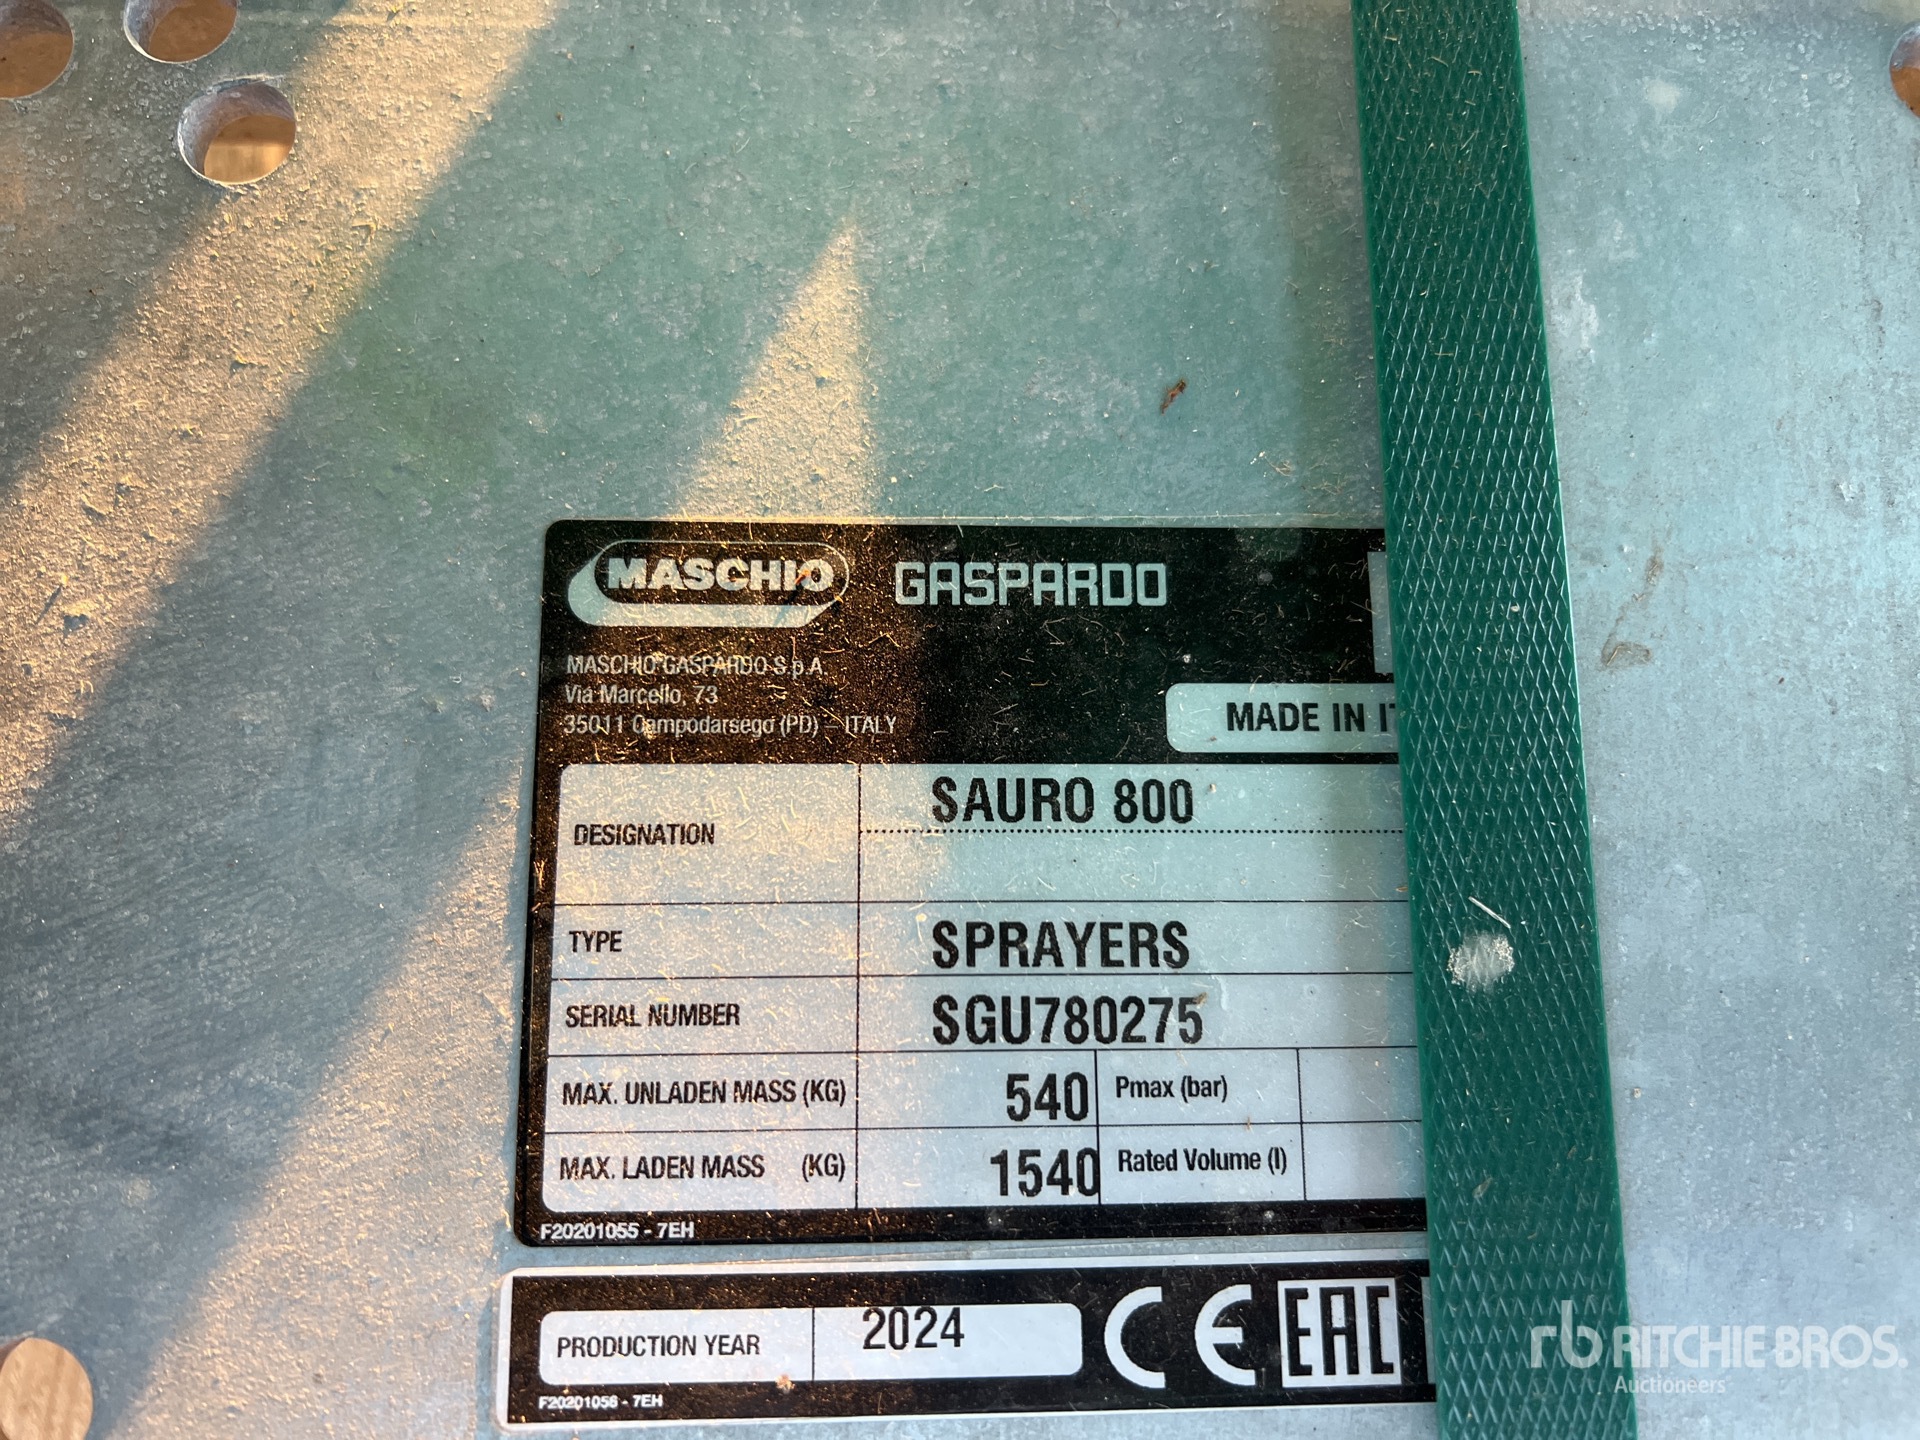 MASCHIO GASPARDO
MASCHIO GASPARDO S.p.A
Via Marcello, 73
35011 Campodarsego (PD) - ITALY
MADE IN IT
DESIGNATION SAURO 800
TYPE SPRAYERS
SERIAL NUMBER SGU780275
MAX. UNLADEN MASS (KG) 540 Pmax (bar)
MAX. LADEN MASS (KG) 1540 Rated Volume (l)
F20201055 - 7EH
PRODUCTION YEAR 2024 CE EAC
F20201056 - 7EH
rb RITCHIE BROS.
Auctioneers